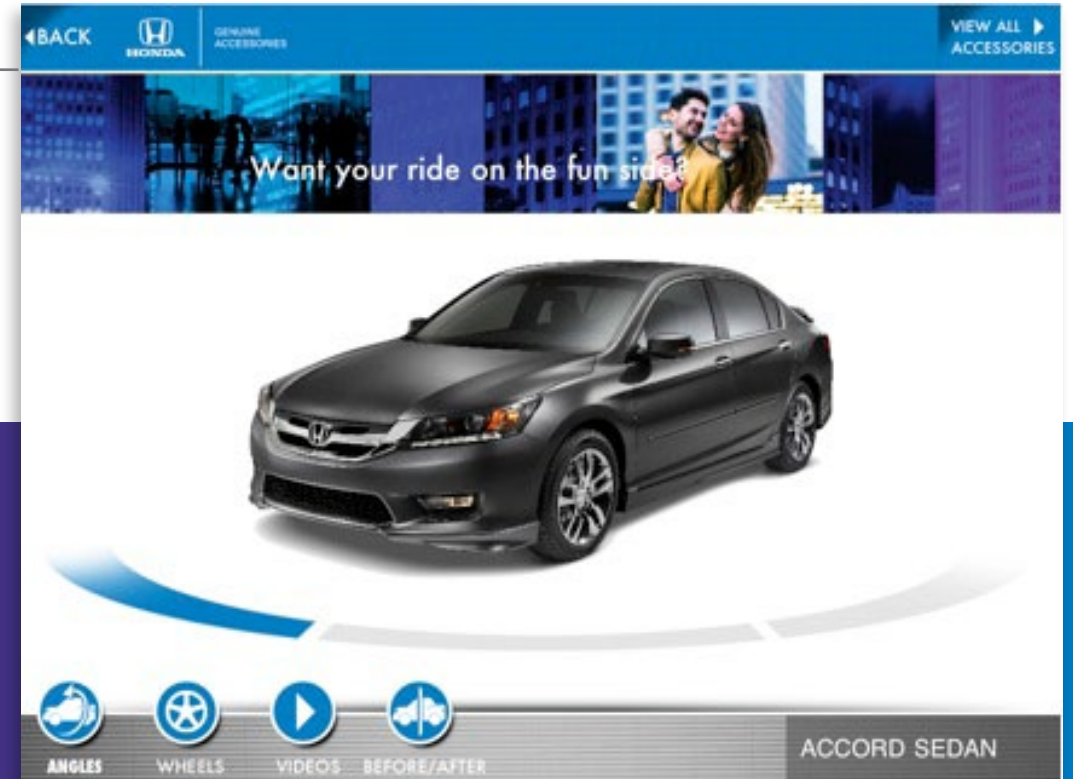 BACK
HONDA
GENUINE
ACCESSORIES
VIEW ALL
ACCESSORIES
Want your ride on the fun side?
ANGLES
WHEELS
VIDEOS
BEFORE/AFTER
ACCORD SEDAN